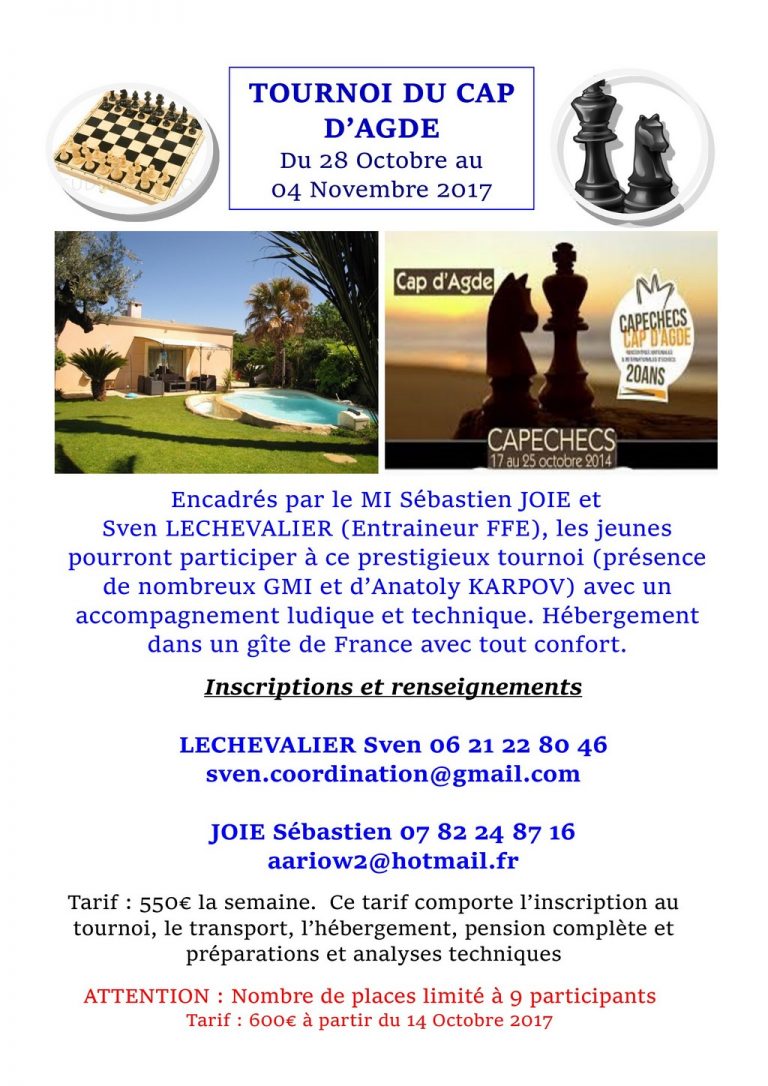 TOURNOI DU CAP
D’AGDE
Du 28 Octobre au
04 Novembre 2017
Cap d'Agde
CAPECHECS
CAP D'AGDE
RENCONTRES NATIONALES
& INTERNATIONALES D'ECHECS
20ANS
CAPECHECS
17 au 25 octobre 2014
Encadrés par le MI Sébastien JOIE et
Sven LECHEVALIER (Entraineur FFE), les jeunes
pourront participer à ce prestigieux tournoi (présence
de nombreux GMI et d’Anatoly KARPOV) avec un
accompagnement ludique et technique. Hébergement
dans un gîte de France avec tout confort.
Inscriptions et renseignements
LECHEVALIER Sven 06 21 22 80 46
sven.coordination@gmail.com
JOIE Sébastien 07 82 24 87 16
aariow2@hotmail.fr
Tarif : 550€ la semaine. Ce tarif comporte l’inscription au
tournoi, le transport, l’hébergement, pension complète et
préparations et analyses techniques
ATTENTION : Nombre de places limité à 9 participants
Tarif : 600€ à partir du 14 Octobre 2017